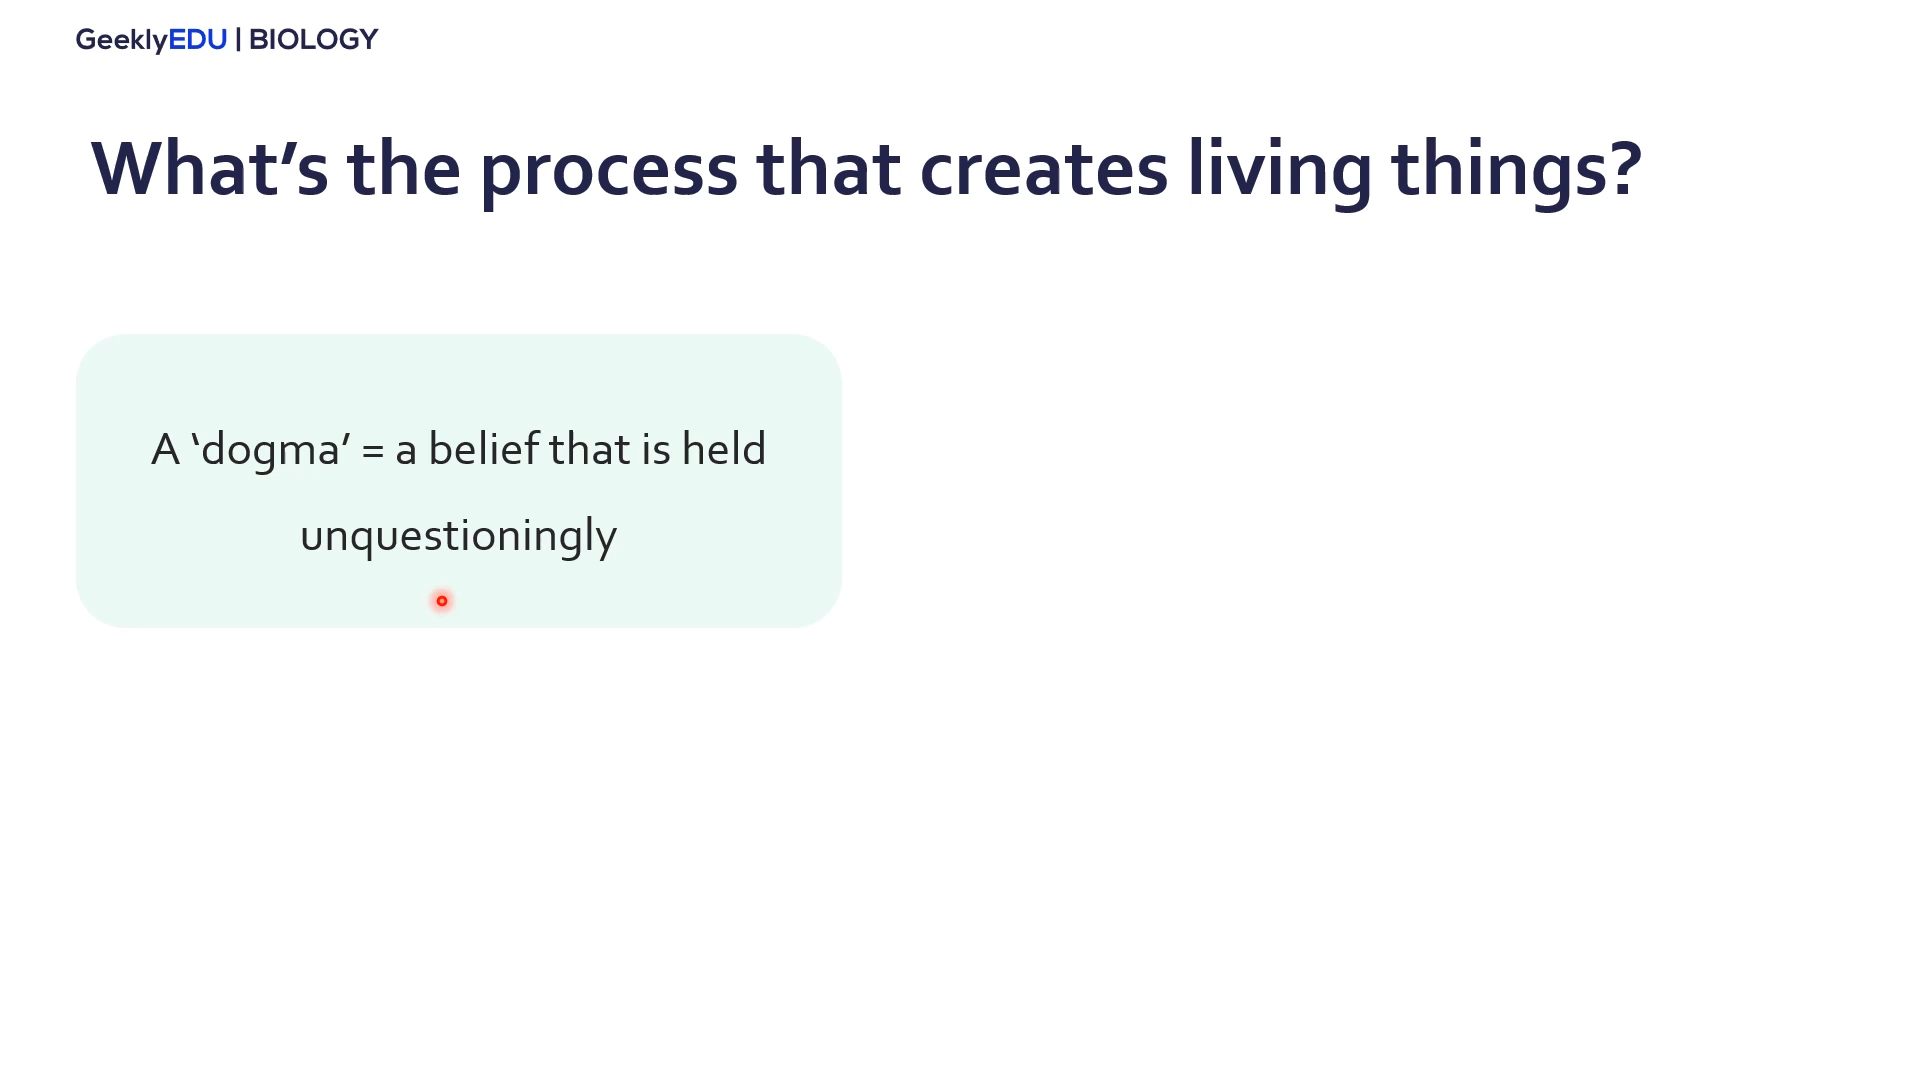 GeeklyEDU | BIOLOGY
What’s the process that creates living things?
A ‘dogma’ = a belief that is held
unquestioningly